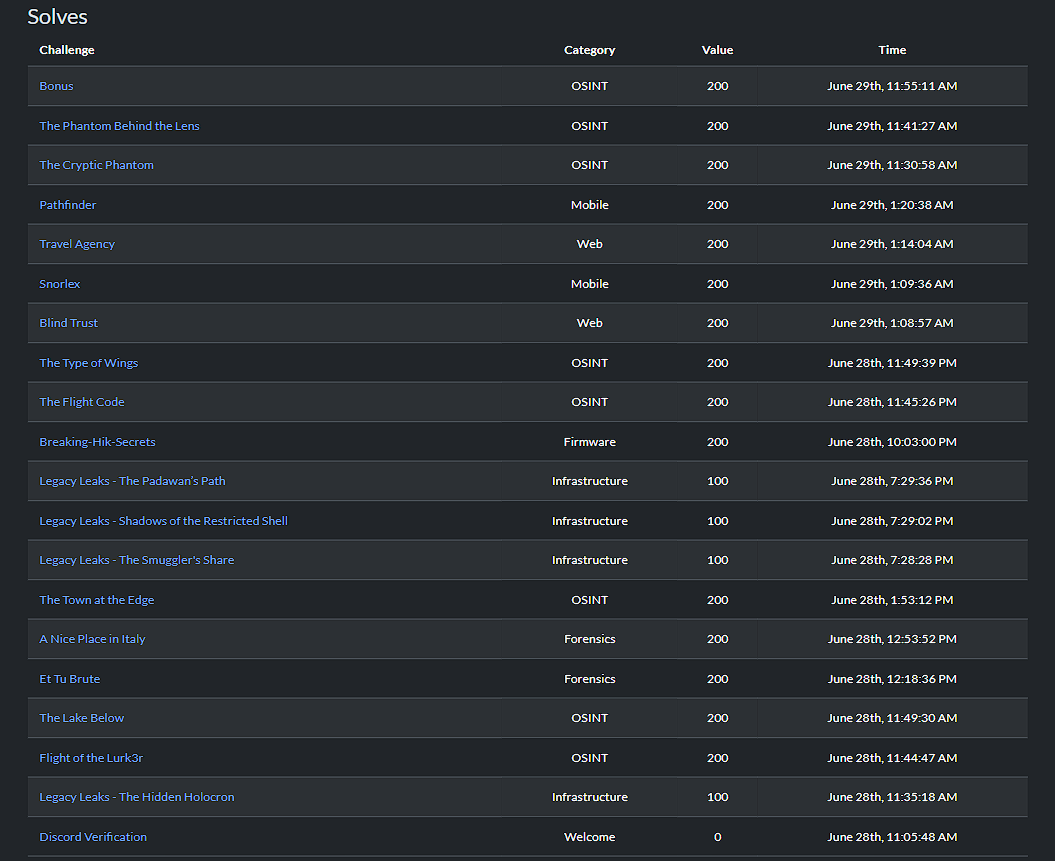 Solves
Challenge Category Value Time
Bonus OSINT 200 June 29th, 11:55:11 AM
The Phantom Behind the Lens OSINT 200 June 29th, 11:41:27 AM
The Cryptic Phantom OSINT 200 June 29th, 11:30:58 AM
Pathfinder Mobile 200 June 29th, 1:20:38 AM
Travel Agency Web 200 June 29th, 1:14:04 AM
Snorlex Mobile 200 June 29th, 1:09:36 AM
Blind Trust Web 200 June 29th, 1:08:57 AM
The Type of Wings OSINT 200 June 28th, 11:49:39 PM
The Flight Code OSINT 200 June 28th, 11:45:26 PM
Breaking-Hik-Secrets Firmware 200 June 28th, 10:03:00 PM
Legacy Leaks - The Padawan's Path Infrastructure 100 June 28th, 7:29:36 PM
Legacy Leaks - Shadows of the Restricted Shell Infrastructure 100 June 28th, 7:29:02 PM
Legacy Leaks - The Smuggler's Share Infrastructure 100 June 28th, 7:28:28 PM
The Town at the Edge OSINT 200 June 28th, 1:53:12 PM
A Nice Place in Italy Forensics 200 June 28th, 12:53:52 PM
Et Tu Brute Forensics 200 June 28th, 12:18:36 PM
The Lake Below OSINT 200 June 28th, 11:49:30 AM
Flight of the Lurk3r OSINT 200 June 28th, 11:44:47 AM
Legacy Leaks - The Hidden Holocron Infrastructure 100 June 28th, 11:35:18 AM
Discord Verification Welcome 0 June 28th, 11:05:48 AM